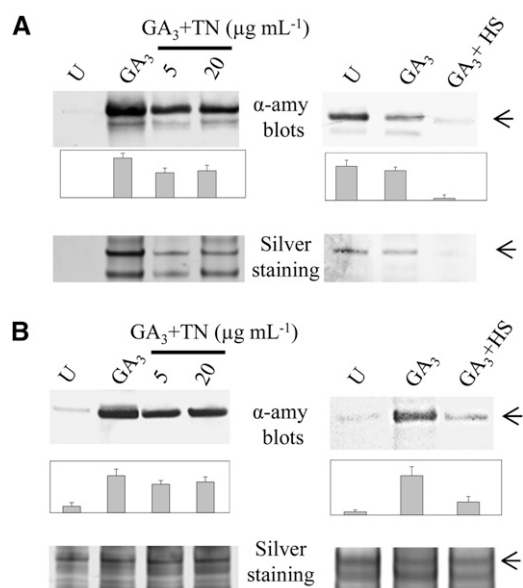 A
GA3+TN (µg mL-1)
U GA3 5 20
U GA3 GA3+ HS
α-amy
blots
Silver
staining
B
GA3+TN (µg mL-1)
U GA3 5 20
U GA3 GA3+HS
α-amy
blots
Silver
staining